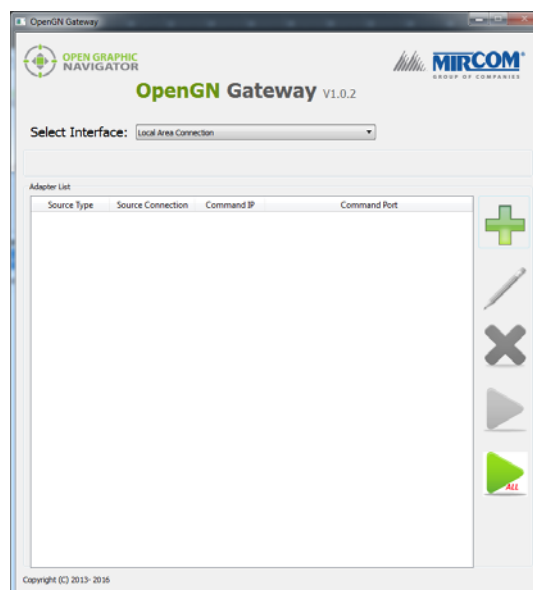 OpenGN Gateway
OPEN GRAPHIC
NAVIGATOR
MIRCOM
GROUP OF COMPANIES
OpenGN Gateway V1.0.2
Select Interface: Local Area Connection
Adapter List
Source Type Source Connection Command IP Command Port
ALL
Copyright (C) 2013- 2016